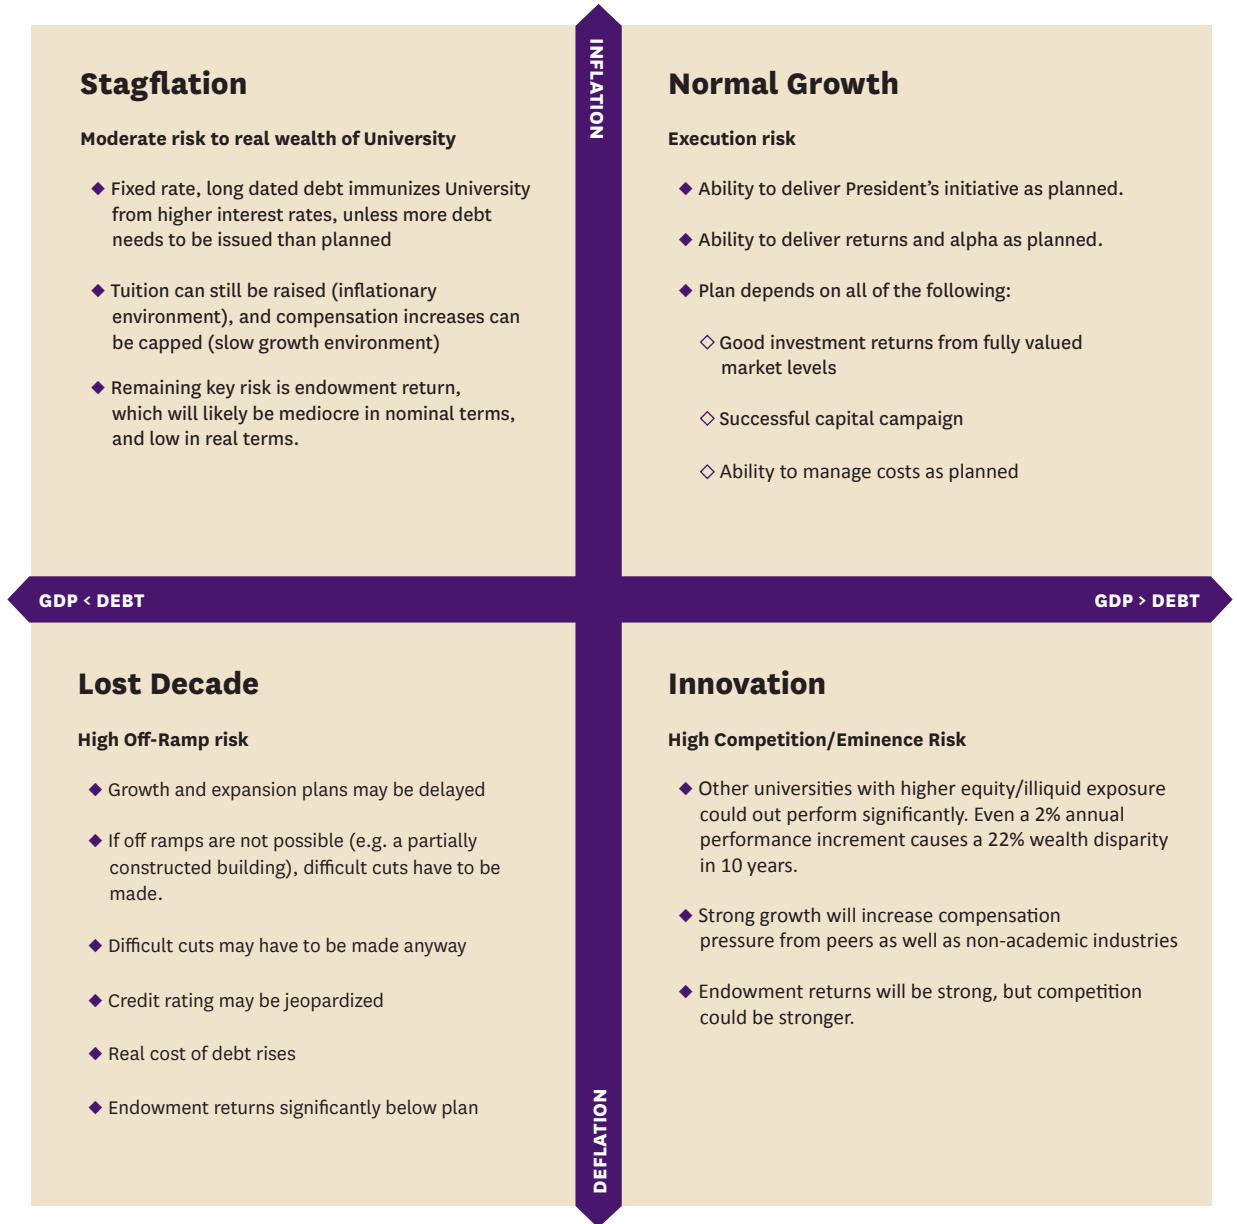 INFLATION
Stagflation
Moderate risk to real wealth of University
◆ Fixed rate, long dated debt immunizes University
from higher interest rates, unless more debt
needs to be issued than planned
◆ Tuition can still be raised (inflationary
environment), and compensation increases can
be capped (slow growth environment)
◆ Remaining key risk is endowment return,
which will likely be mediocre in nominal terms,
and low in real terms.
Normal Growth
Execution risk
◆ Ability to deliver President’s initiative as planned.
◆ Ability to deliver returns and alpha as planned.
◆ Plan depends on all of the following:
◇ Good investment returns from fully valued
market levels
◇ Successful capital campaign
◇ Ability to manage costs as planned
GDP < DEBT
GDP > DEBT
Lost Decade
High Off-Ramp risk
◆ Growth and expansion plans may be delayed
◆ If off ramps are not possible (e.g. a partially
constructed building), difficult cuts have to be
made.
◆ Difficult cuts may have to be made anyway
◆ Credit rating may be jeopardized
◆ Real cost of debt rises
◆ Endowment returns significantly below plan
Innovation
High Competition/Eminence Risk
◆ Other universities with higher equity/illiquid exposure
could out perform significantly. Even a 2% annual
performance increment causes a 22% wealth disparity
in 10 years.
◆ Strong growth will increase compensation
pressure from peers as well as non-academic industries
◆ Endowment returns will be strong, but competition
could be stronger.
DEFLATION